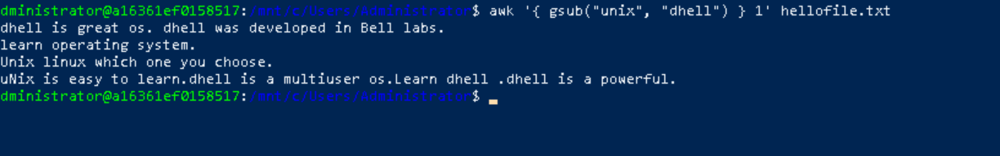 dministrator@a16361ef0158517:/mnt/c/Users/Administrator$ awk '{ gsub("unix", "dhell") } 1' hellofile.txt
dhell is great os. dhell was developed in Bell labs.
learn operating system.
Unix linux which one you choose.
uNix is easy to learn.dhell is a multiuser os.Learn dhell .dhell is a powerful.
dministrator@a16361ef0158517:/mnt/c/Users/Administrator$